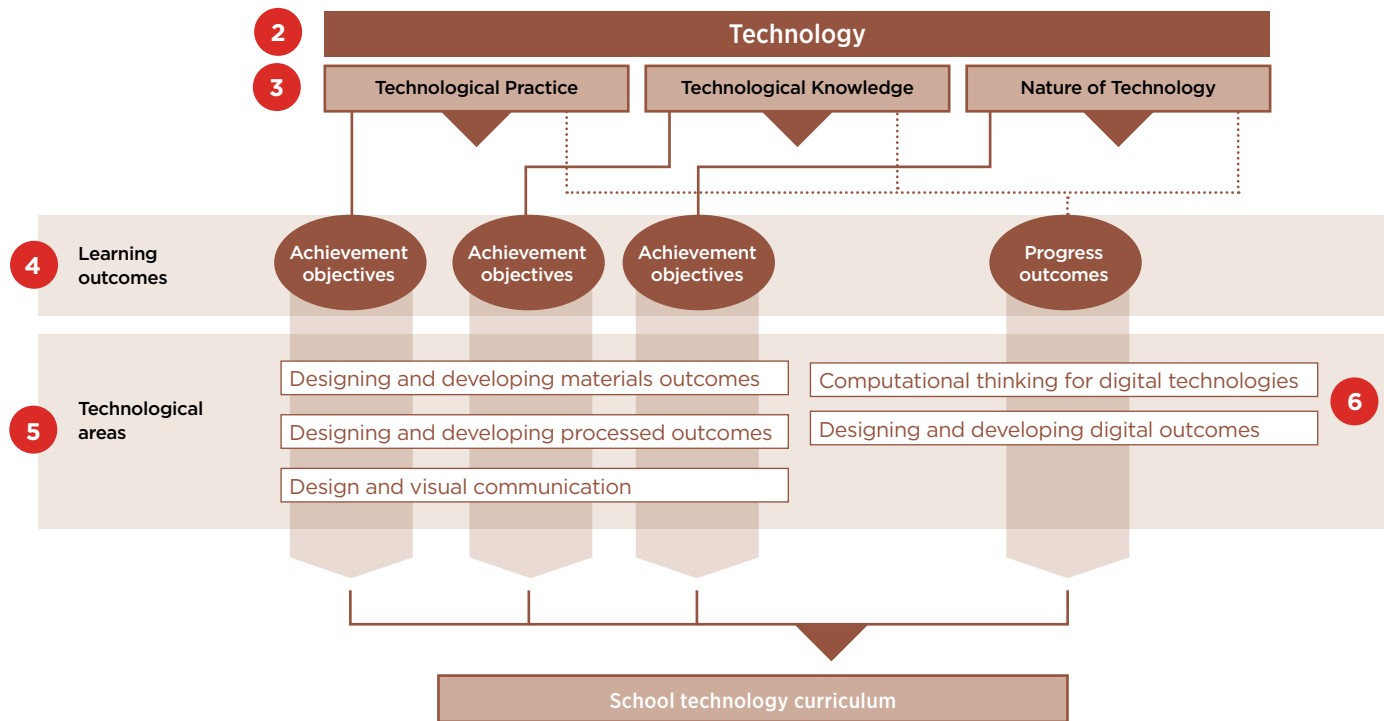 2
Technology
3
Technological Practice
Technological Knowledge
Nature of Technology
4
Learning
outcomes
Achievement
objectives
Achievement
objectives
Achievement
objectives
Progress
outcomes
5
Technological
areas
Designing and developing materials outcomes
Designing and developing processed outcomes
Design and visual communication
Computational thinking for digital technologies
Designing and developing digital outcomes
6
School technology curriculum